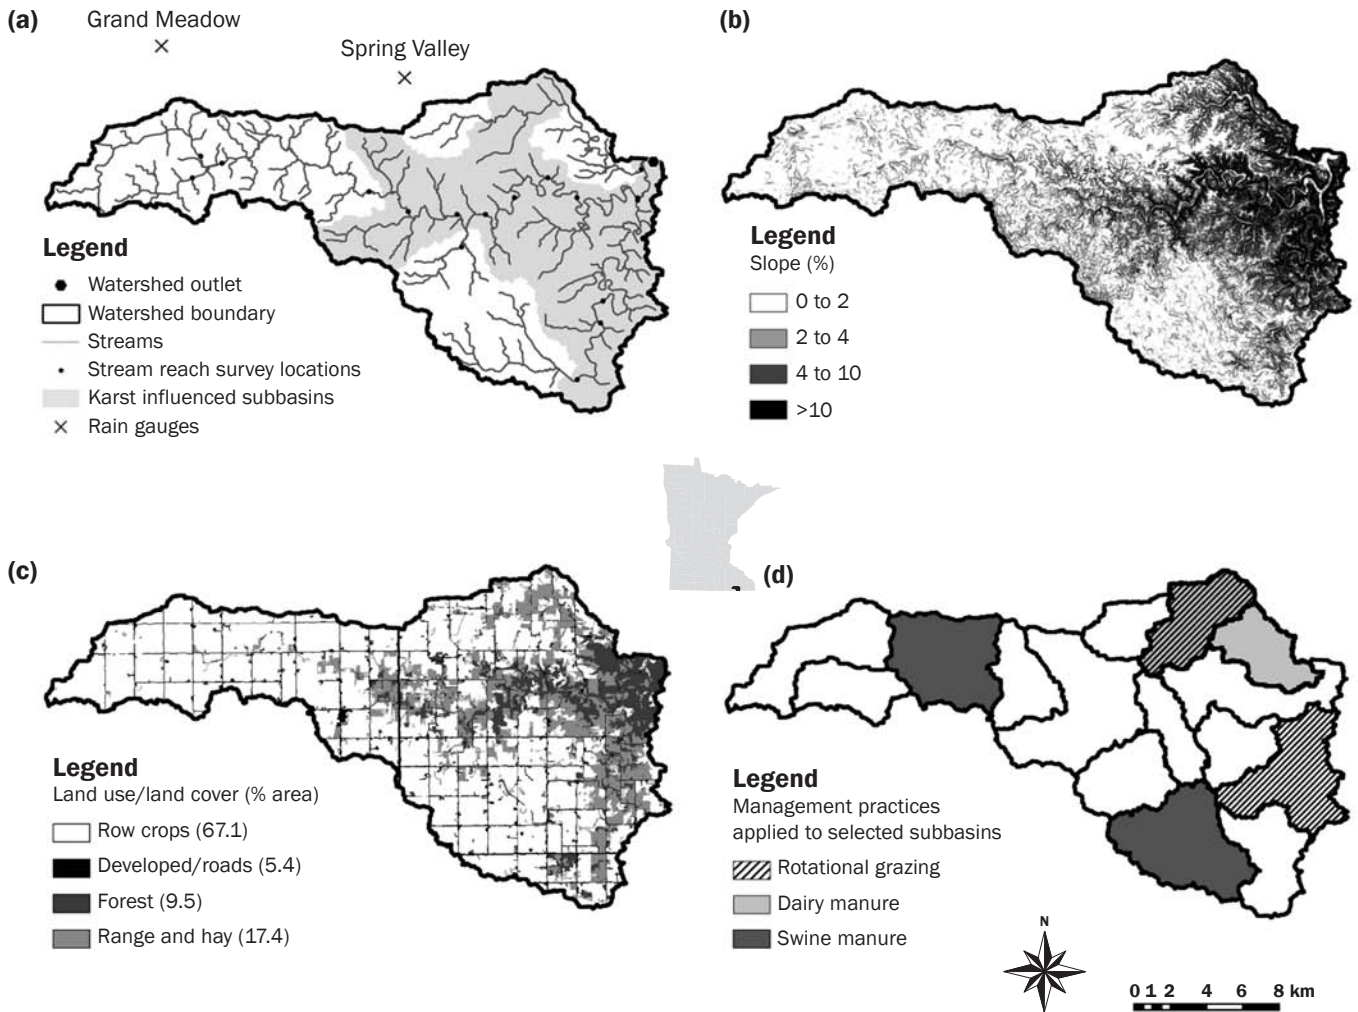 (a)
Grand Meadow
Spring Valley
Legend
Watershed outlet
Watershed boundary
Streams
Stream reach survey locations
Karst influenced subbasins
Rain gauges
(b)
Legend
Slope (%)
0 to 2
2 to 4
4 to 10
>10
(c)
Legend
Land use/land cover (% area)
Row crops (67.1)
Developed/roads (5.4)
Forest (9.5)
Range and hay (17.4)
(d)
Legend
Management practices
applied to selected subbasins
Rotational grazing
Dairy manure
Swine manure
N
0 1 2 4 6 8 km